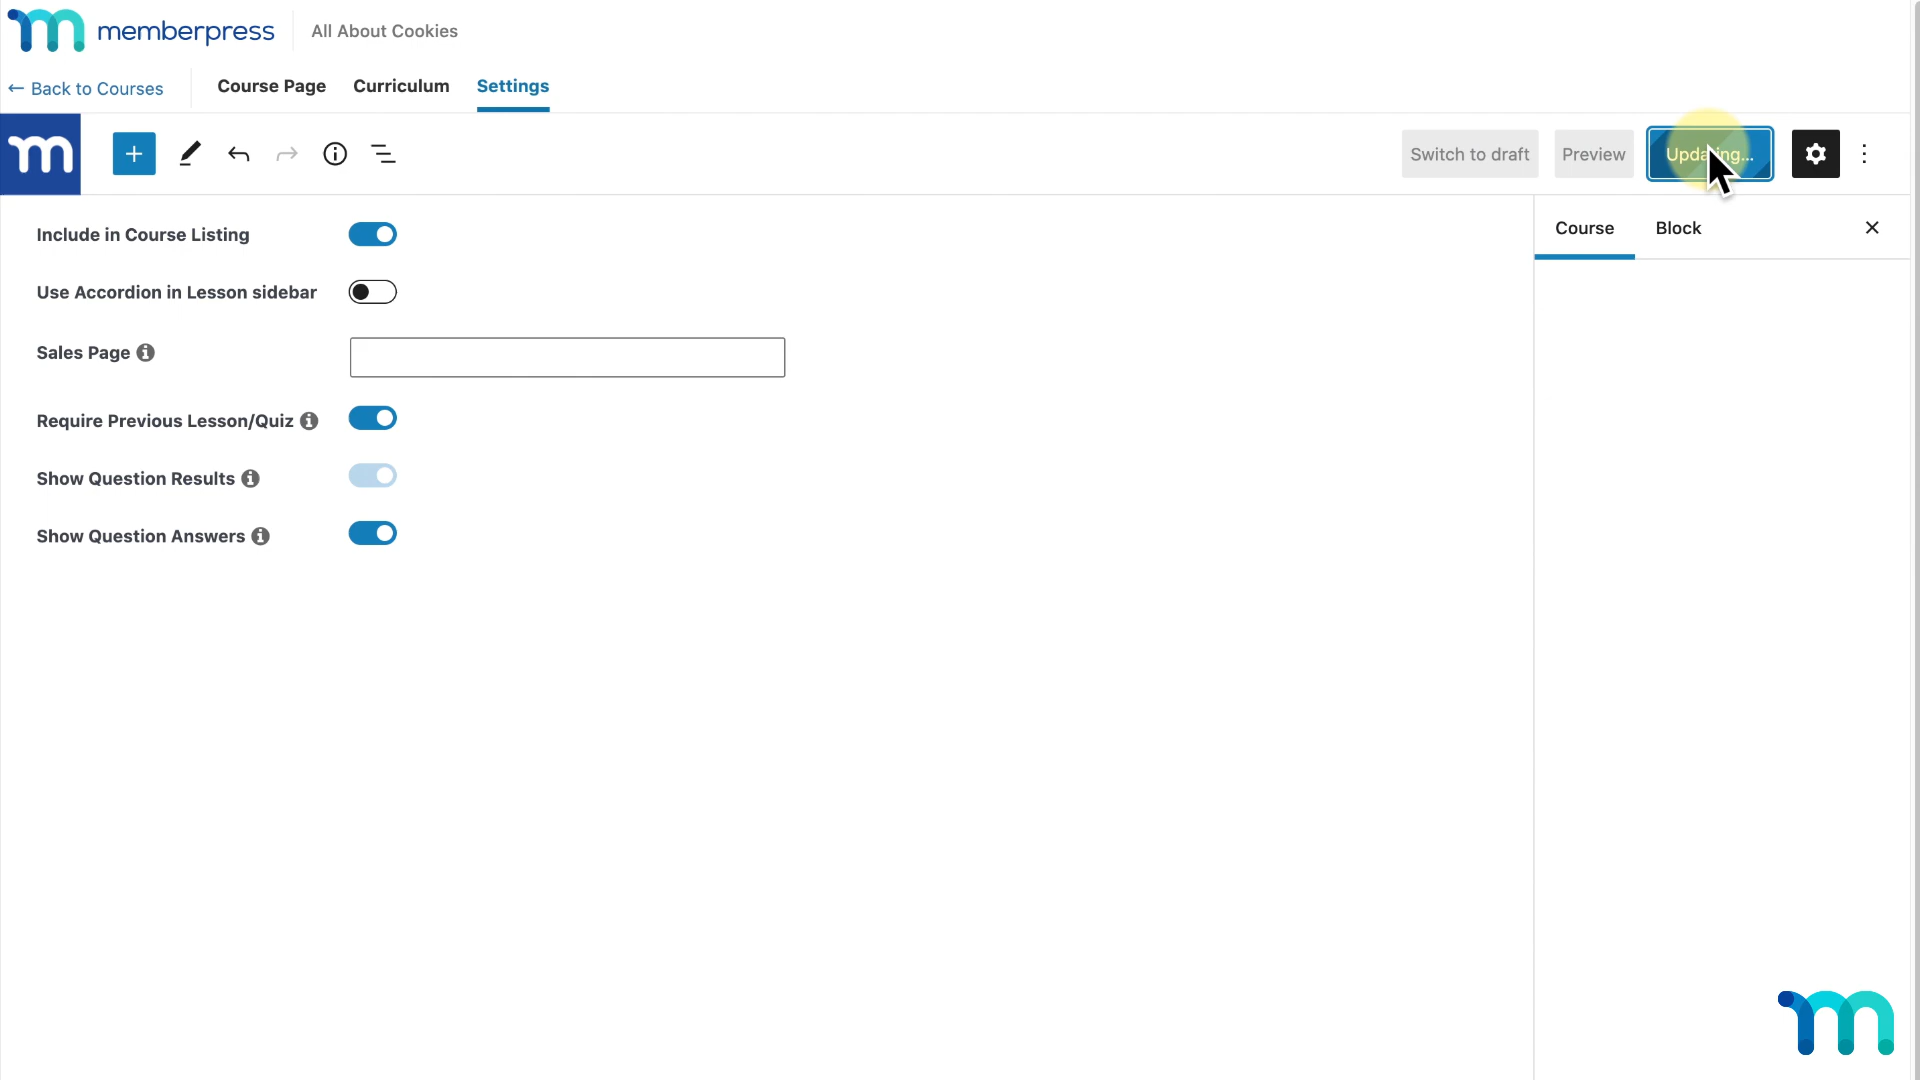 memberpress
All About Cookies
← Back to Courses
Course Page
Curriculum
Settings
Switch to draft
Preview
Updating...
Course
Block
Include in Course Listing
Use Accordion in Lesson sidebar
Sales Page
Require Previous Lesson/Quiz
Show Question Results
Show Question Answers